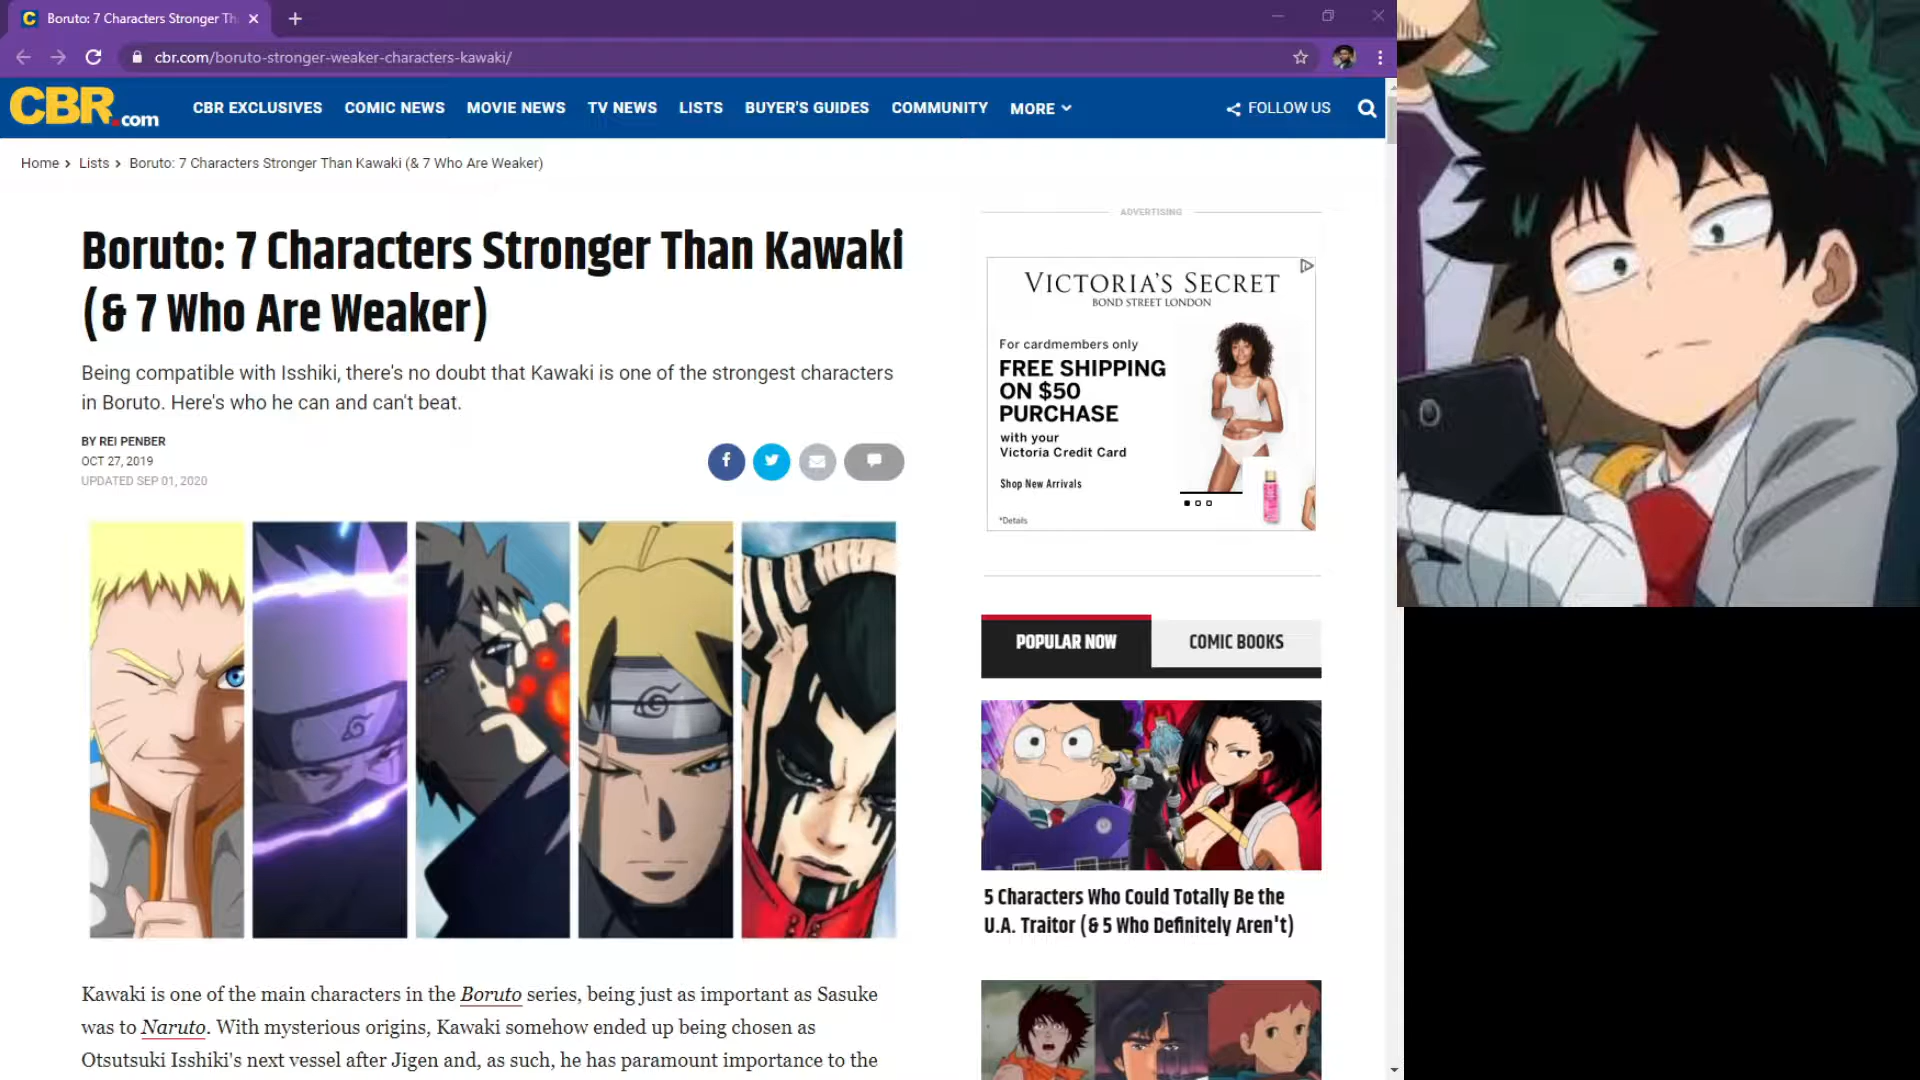 Boruto: 7 Characters Stronger Th
cbr.com/boruto-stronger-weaker-characters-kawaki/
CBR.com
CBR EXCLUSIVES
COMIC NEWS
MOVIE NEWS
TV NEWS
LISTS
BUYER'S GUIDES
COMMUNITY
MORE
FOLLOW US
Home > Lists > Boruto: 7 Characters Stronger Than Kawaki (& 7 Who Are Weaker)
Boruto: 7 Characters Stronger Than Kawaki
(& 7 Who Are Weaker)
Being compatible with Isshiki, there's no doubt that Kawaki is one of the strongest characters
in Boruto. Here's who he can and can't beat.
BY REI PENBER
OCT 27, 2019
UPDATED SEP 01, 2020
Kawaki is one of the main characters in the Boruto series, being just as important as Sasuke
was to Naruto. With mysterious origins, Kawaki somehow ended up being chosen as
Otsutsuki Isshiki's next vessel after Jigen and, as such, he has paramount importance to the
ADVERTISING
VICTORIA'S SECRET
BOND STREET LONDON
For cardmembers only
FREE SHIPPING
ON $50
PURCHASE
with your
Victoria Credit Card
Shop New Arrivals
*Details
POPULAR NOW
COMIC BOOKS
5 Characters Who Could Totally Be the
U.A. Traitor (& 5 Who Definitely Aren't)